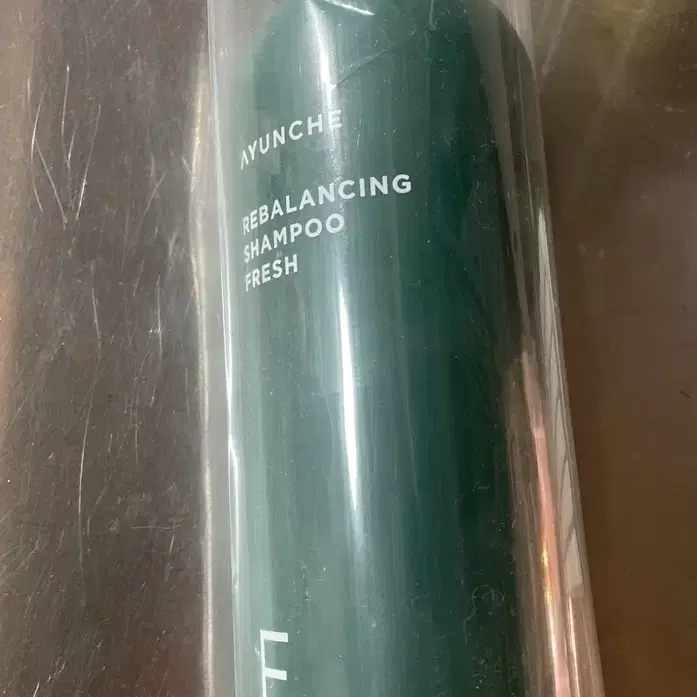 AYUNCHE
REBALANCING
SHAMPOO
FRESH
F